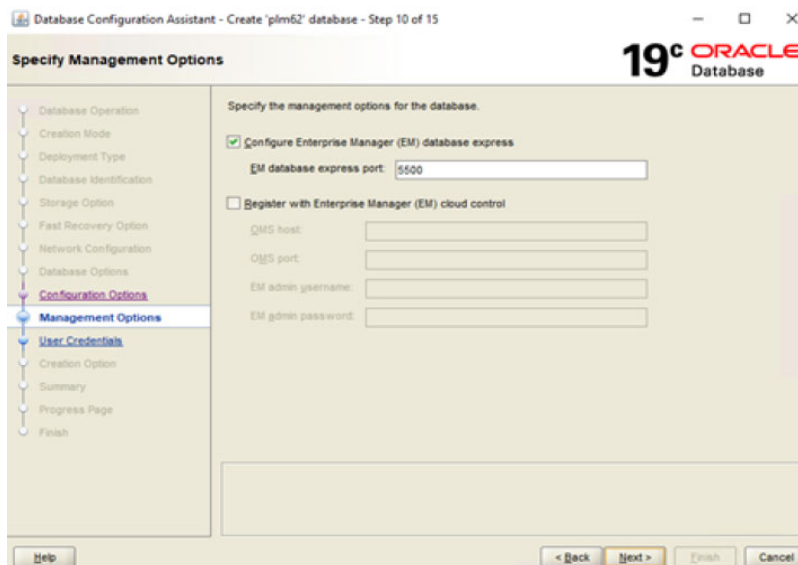 Database Configuration Assistant - Create 'plm62' database - Step 10 of 15
Specify Management Options
19c ORACLE
Database
Database Operation
Creation Mode
Deployment Type
Database Identification
Storage Option
Fast Recovery Option
Network Configuration
Database Options
Configuration Options
Management Options
User Credentials
Creation Option
Summary
Progress Page
Finish
Specify the management options for the database.
Configure Enterprise Manager (EM) database express
EM database express port: 5500
Register with Enterprise Manager (EM) cloud control
OMS host:
OMS port:
EM admin username:
EM admin password:
Help
< Back
Next >
Finish
Cancel